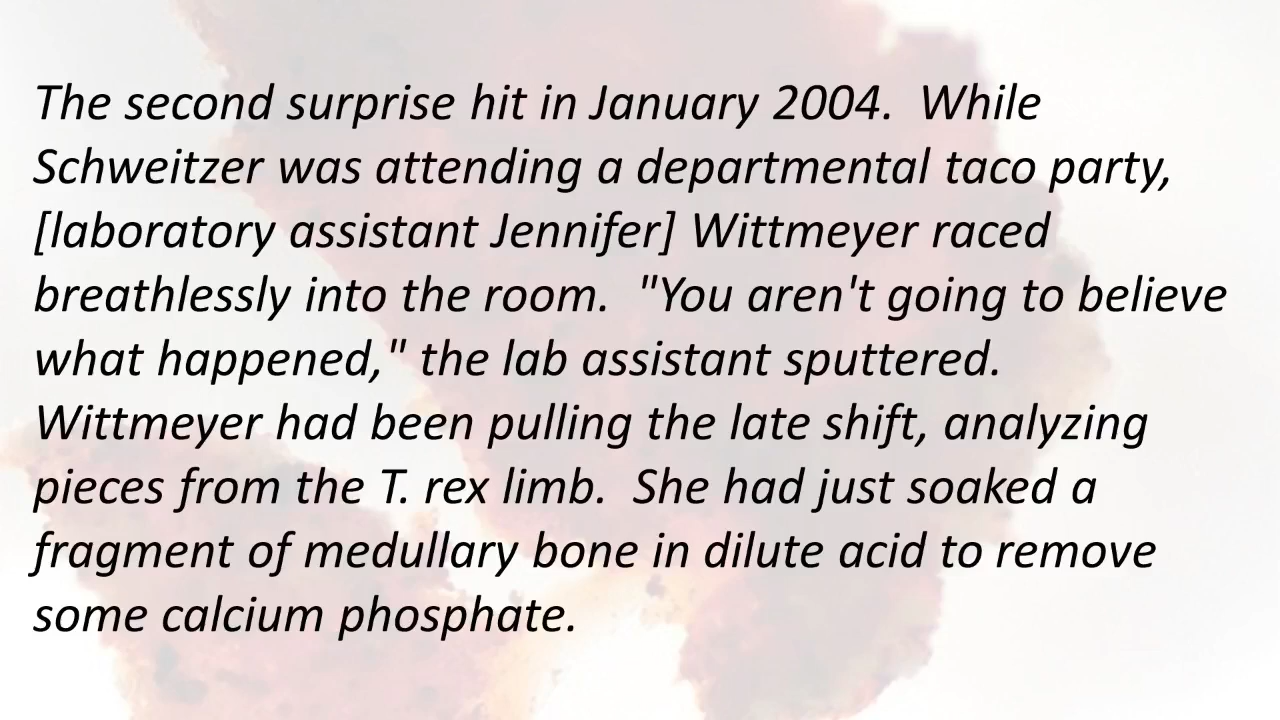 The second surprise hit in January 2004.  While
Schweitzer was attending a departmental taco party,
[laboratory assistant Jennifer] Wittmeyer raced
breathlessly into the room.  "You aren't going to believe
what happened," the lab assistant sputtered.
Wittmeyer had been pulling the late shift, analyzing
pieces from the T. rex limb.  She had just soaked a
fragment of medullary bone in dilute acid to remove
some calcium phosphate.